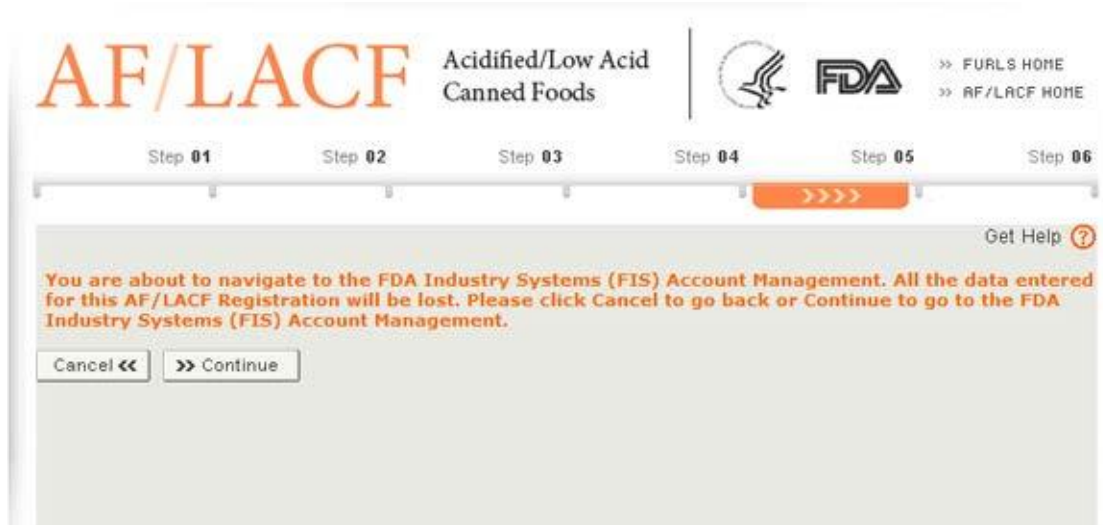 AF/LACF
Acidified/Low Acid
Canned Foods
FDA
>> FURLS HOME
>> AF/LACF HOME
Step 01 Step 02 Step 03 Step 04 Step 05 Step 06
>>>>
Get Help ?
You are about to navigate to the FDA Industry Systems (FIS) Account Management. All the data entered
for this AF/LACF Registration will be lost. Please click Cancel to go back or Continue to go to the FDA
Industry Systems (FIS) Account Management.
Cancel << >> Continue